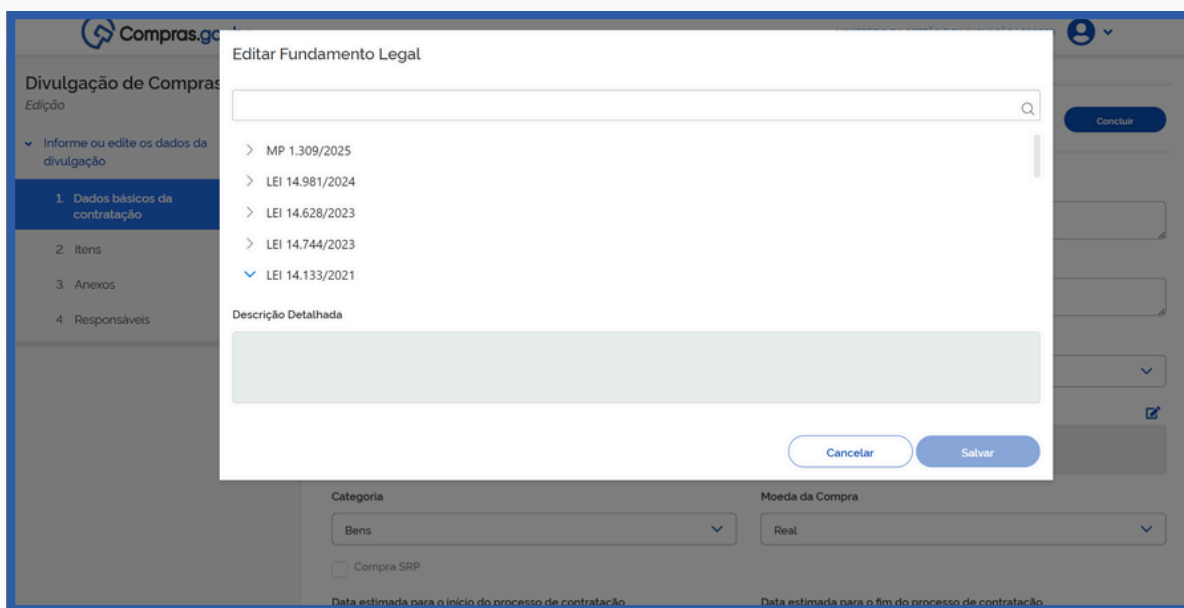 Compras.go
Divulgação de Compras
Edição
Informe ou edite os dados da
divulgação
1. Dados básicos da
contratação
2. Itens
3. Anexos
4. Responsáveis
Editar Fundamento Legal
MP 1.309/2025
LEI 14.981/2024
LEI 14.628/2023
LEI 14.744/2023
LEI 14.133/2021
Descrição Detalhada
Cancelar
Salvar
Concluir
Categoria
Moeda da Compra
Bens
Real
Compra SRP
Data estimada para o início do processo de contratação
Data estimada para o fim do processo de contratação